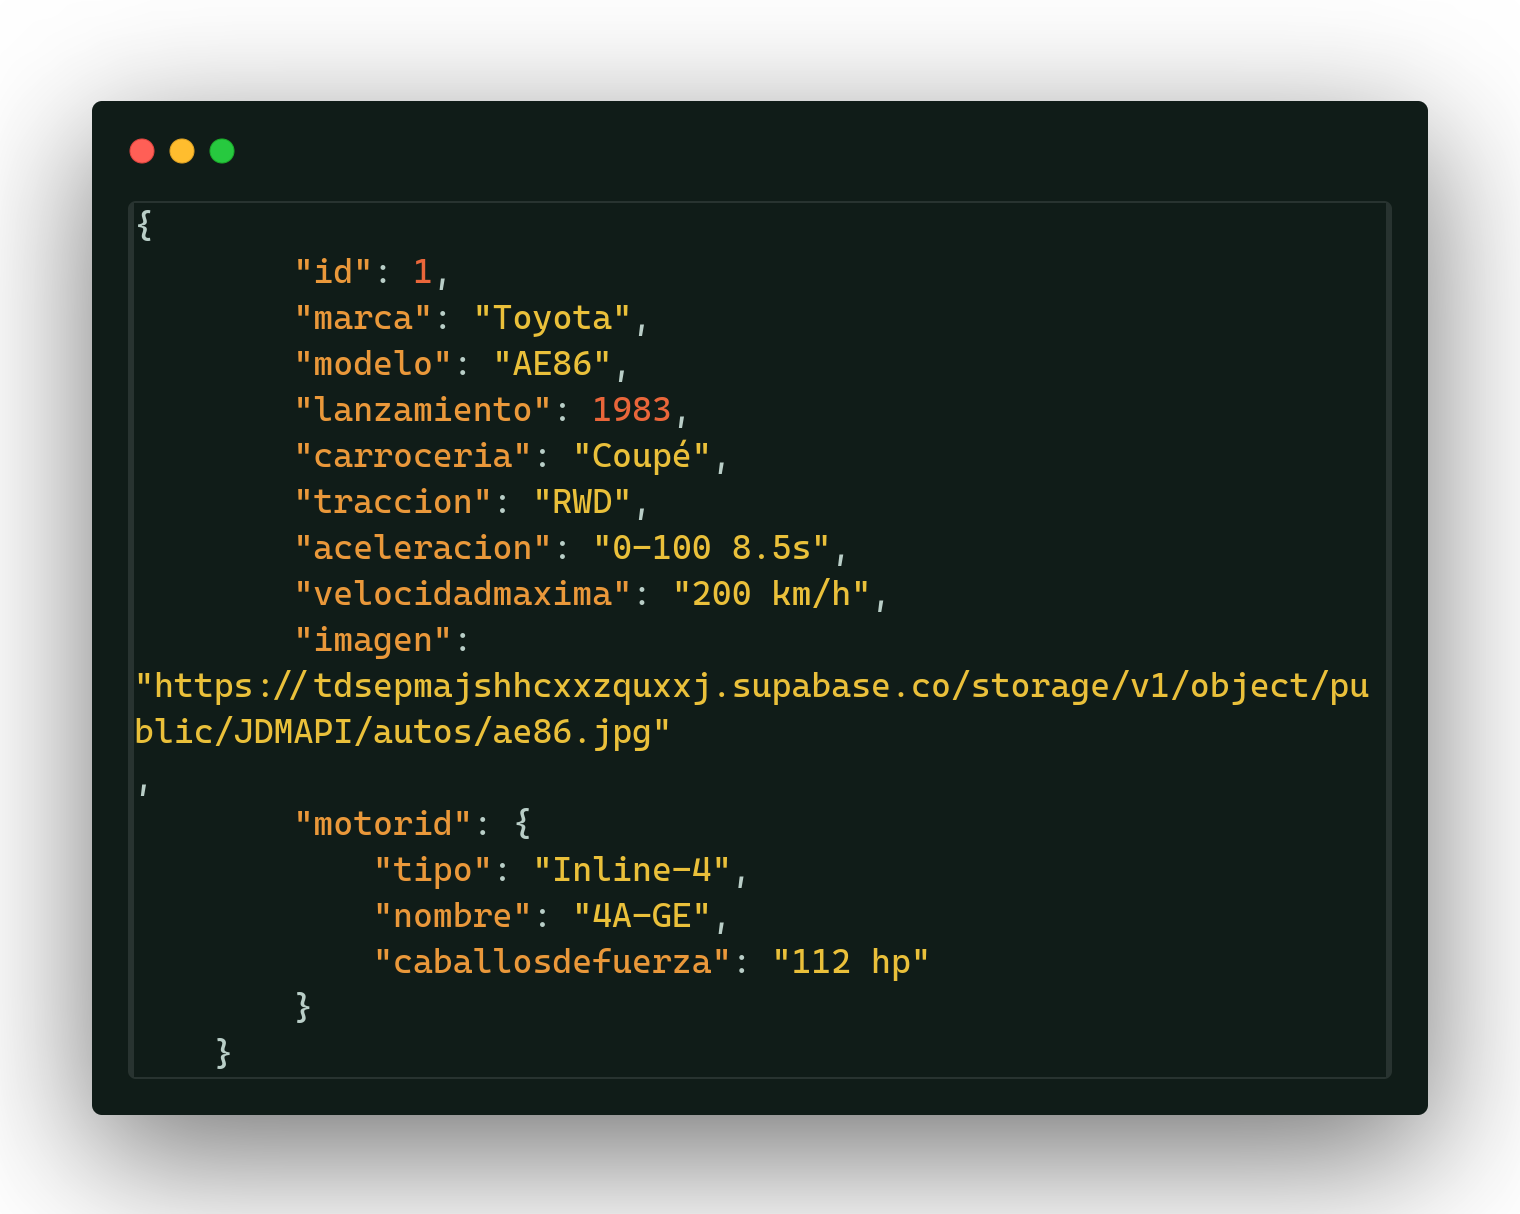 {
        "id": 1,
        "marca": "Toyota",
        "modelo": "AE86",
        "lanzamiento": 1983,
        "carroceria": "Coupé",
        "traccion": "RWD",
        "aceleracion": "0-100 8.5s",
        "velocidadmaxima": "200 km/h",
        "imagen":
"https://tdsepmajshhcxxzquxxj.supabase.co/storage/v1/object/pu
blic/JDMAPI/autos/ae86.jpg"
,
        "motorid": {
            "tipo": "Inline-4",
            "nombre": "4A-GE",
            "caballosdefuerza": "112 hp"
        }
    }